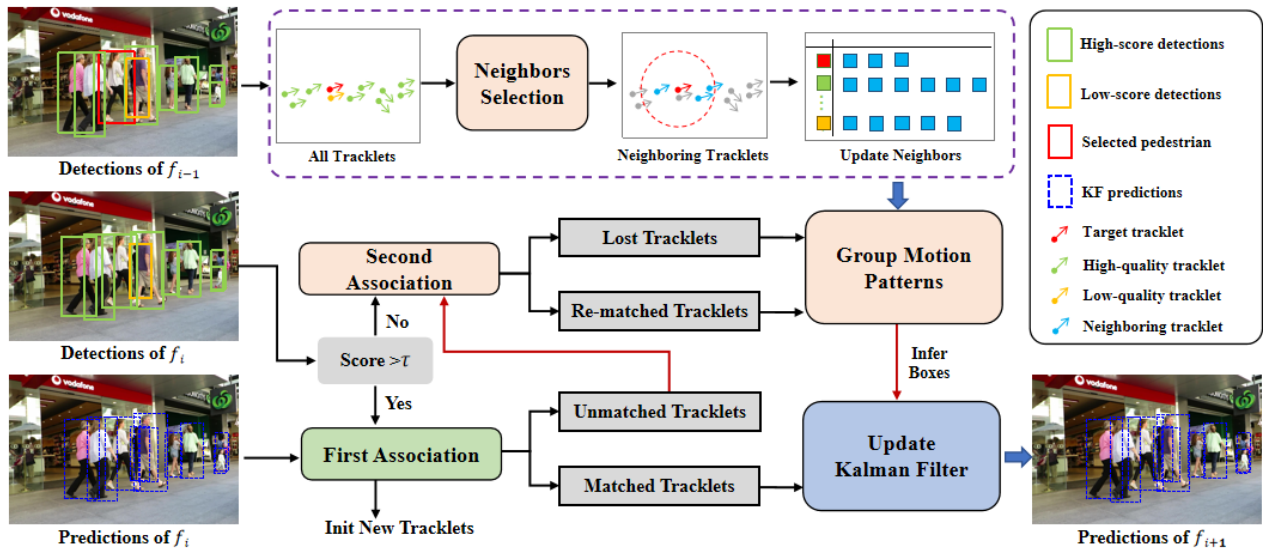 vodafone
Detections of f_{i-1}
All Tracklets
Neighbors
Selection
Neighboring Tracklets
Update Neighbors
High-score detections
Low-score detections
Selected pedestrian
KF predictions
Target tracklet
High-quality tracklet
Low-quality tracklet
Neighboring tracklet
vodafone
Detections of f_i
Second
Association
Lost Tracklets
Re-matched Tracklets
Group Motion
Patterns
No
Score >τ
Yes
Infer
Boxes
vodafone
Predictions of f_i
First Association
Init New Tracklets
Unmatched Tracklets
Matched Tracklets
Update
Kalman Filter
vodafone
Predictions of f_{i+1}